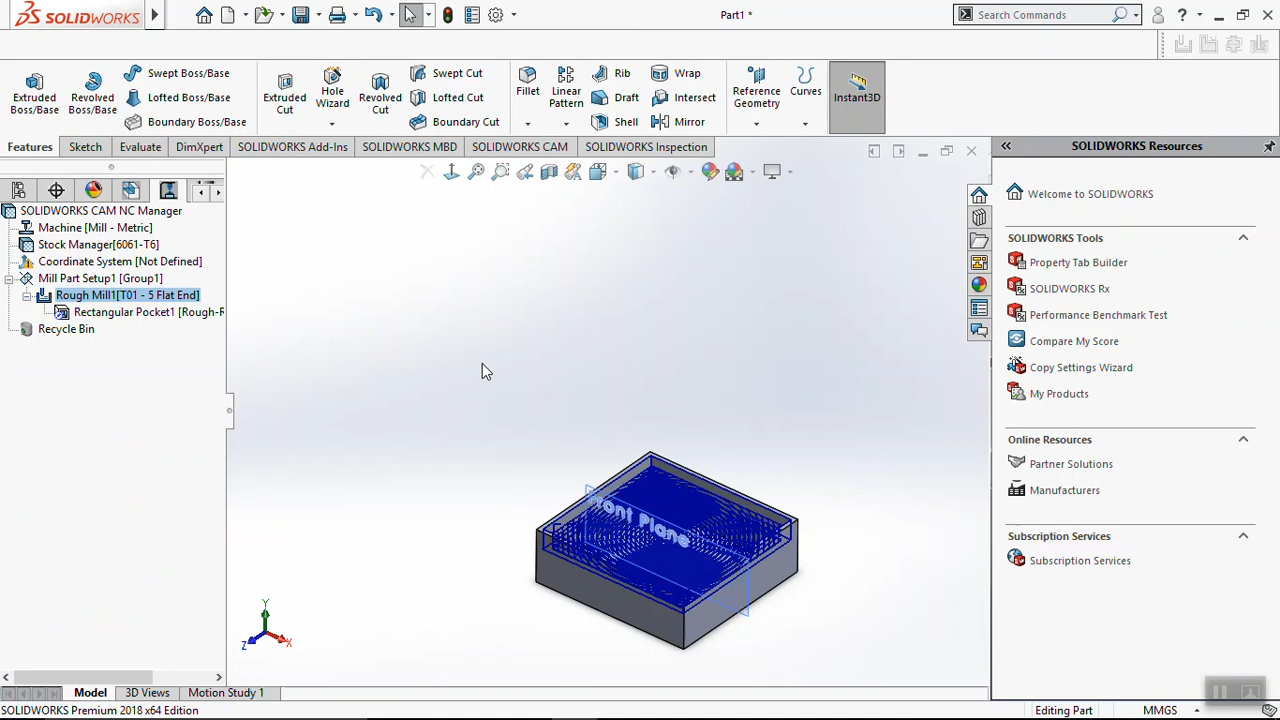 SOLIDWORKS
Part1 *
Search Commands
Extruded Boss/Base
Revolved Boss/Base
Swept Boss/Base
Lofted Boss/Base
Boundary Boss/Base
Extruded Cut
Hole Wizard
Revolved Cut
Swept Cut
Lofted Cut
Boundary Cut
Fillet
Linear Pattern
Rib
Draft
Shell
Wrap
Intersect
Mirror
Reference Geometry
Curves
Instant3D
Features
Sketch
Evaluate
DimXpert
SOLIDWORKS Add-Ins
SOLIDWORKS MBD
SOLIDWORKS CAM
SOLIDWORKS Inspection
SOLIDWORKS CAM NC Manager
Machine [Mill - Metric]
Stock Manager[6061-T6]
Coordinate System [Not Defined]
Mill Part Setup1 [Group1]
Rough Mill1[T01 - 5 Flat End]
Rectangular Pocket1 [Rough-R
Recycle Bin
Front Plane
Y
Z
X
SOLIDWORKS Resources
Welcome to SOLIDWORKS
SOLIDWORKS Tools
Property Tab Builder
SOLIDWORKS Rx
Performance Benchmark Test
Compare My Score
Copy Settings Wizard
My Products
Online Resources
Partner Solutions
Manufacturers
Subscription Services
Subscription Services
Model
3D Views
Motion Study 1
SOLIDWORKS Premium 2018 x64 Edition
Editing Part
MMGS